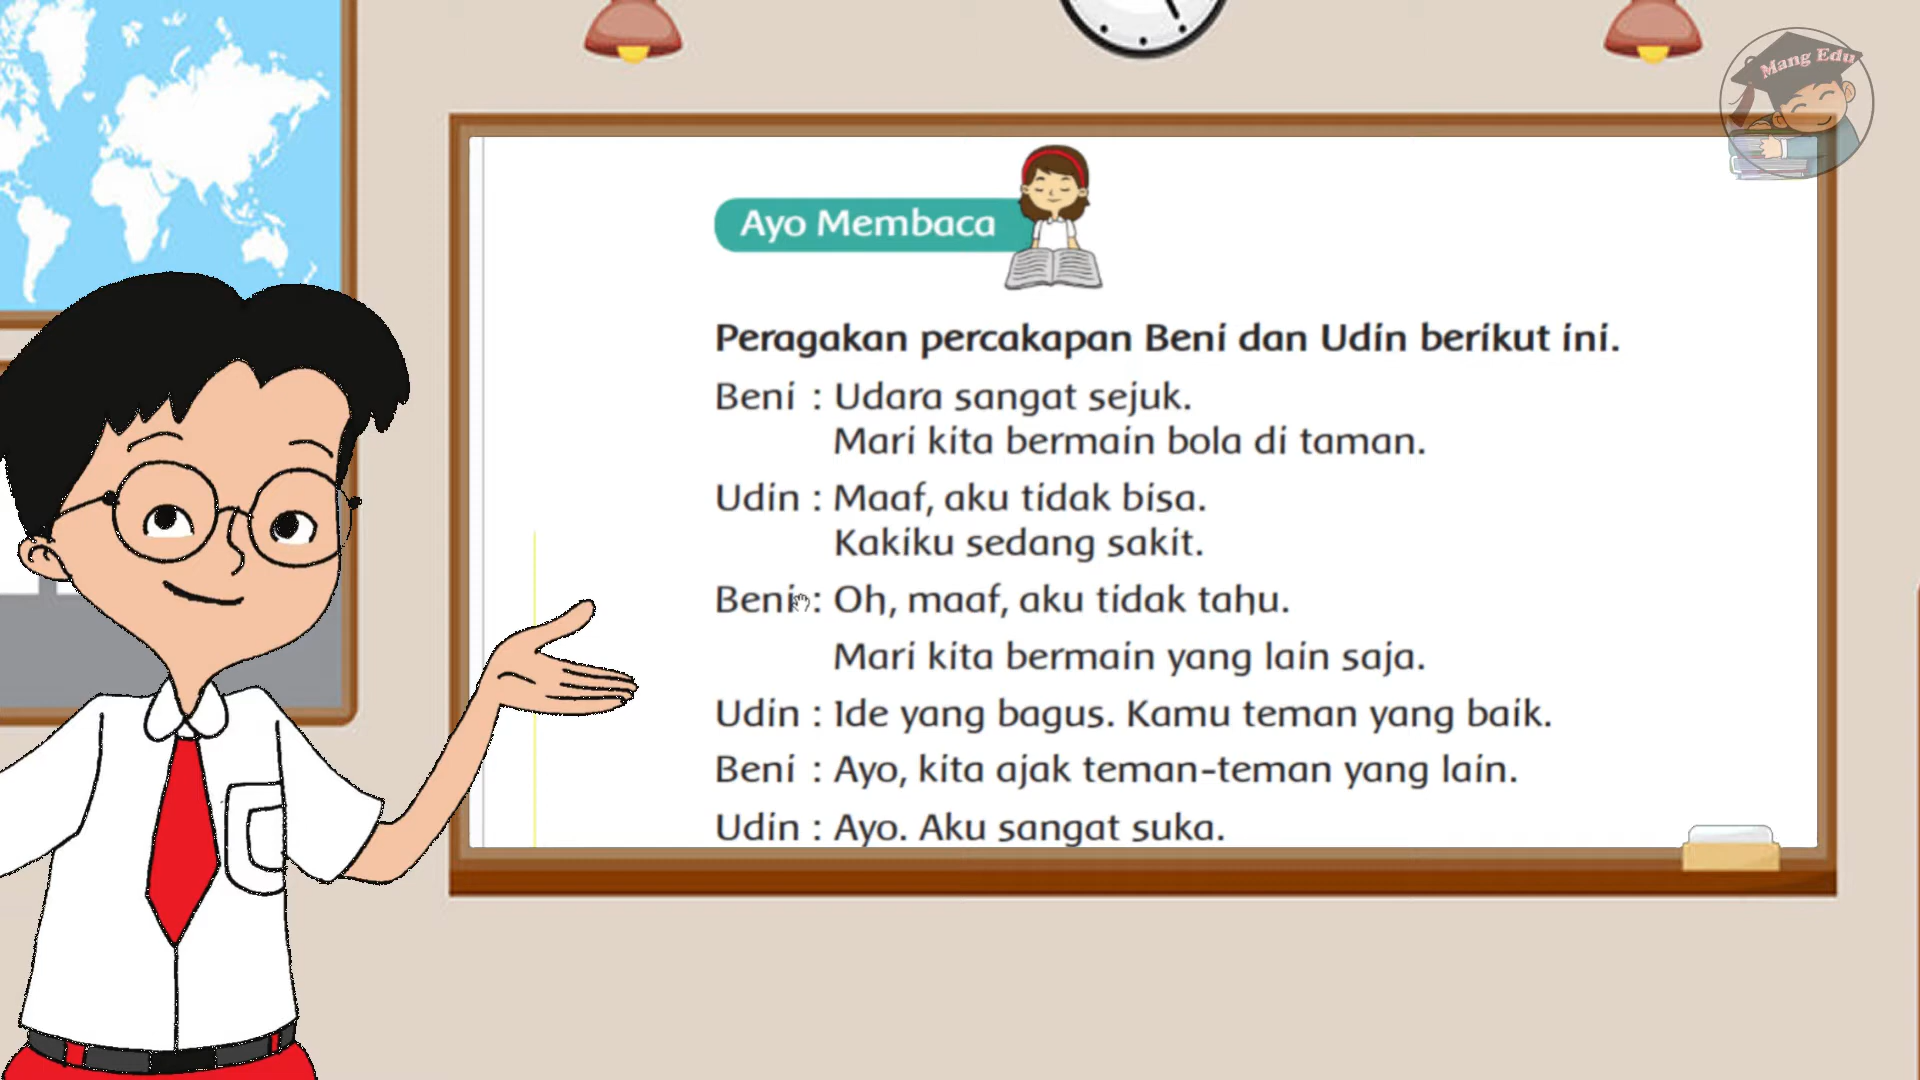 Mang Edu
Ayo Membaca
Peragakan percakapan Beni dan Udin berikut ini.
Beni : Udara sangat sejuk.
Mari kita bermain bola di taman.
Udin : Maaf, aku tidak bisa.
Kakiku sedang sakit.
Beni : Oh, maaf, aku tidak tahu.
Mari kita bermain yang lain saja.
Udin : Ide yang bagus. Kamu teman yang baik.
Beni : Ayo, kita ajak teman-teman yang lain.
Udin : Ayo. Aku sangat suka.